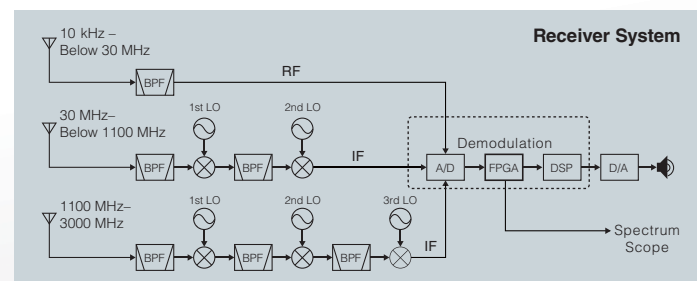 Receiver System
10 kHz –
Below 30 MHz
BPF
RF
30 MHz–
Below 1100 MHz
1st LO
2nd LO
BPF
BPF
IF
Demodulation
A/D
FPGA
DSP
D/A
1100 MHz–
3000 MHz
1st LO
2nd LO
3rd LO
BPF
BPF
BPF
IF
Spectrum
Scope